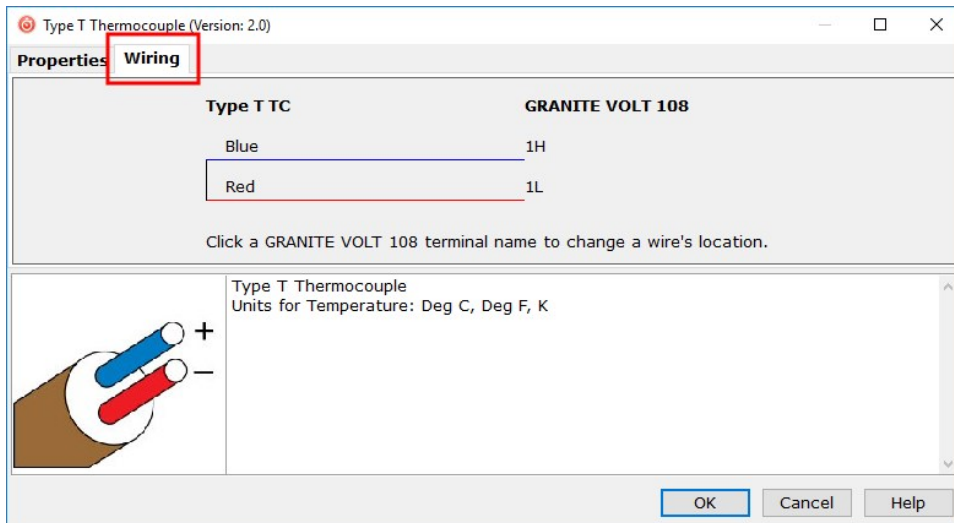 Type T Thermocouple (Version: 2.0)
Properties Wiring
Type T TC GRANITE VOLT 108
Blue 1H
Red 1L
Click a GRANITE VOLT 108 terminal name to change a wire's location.
Type T Thermocouple
Units for Temperature: Deg C, Deg F, K
+
–
OK Cancel Help